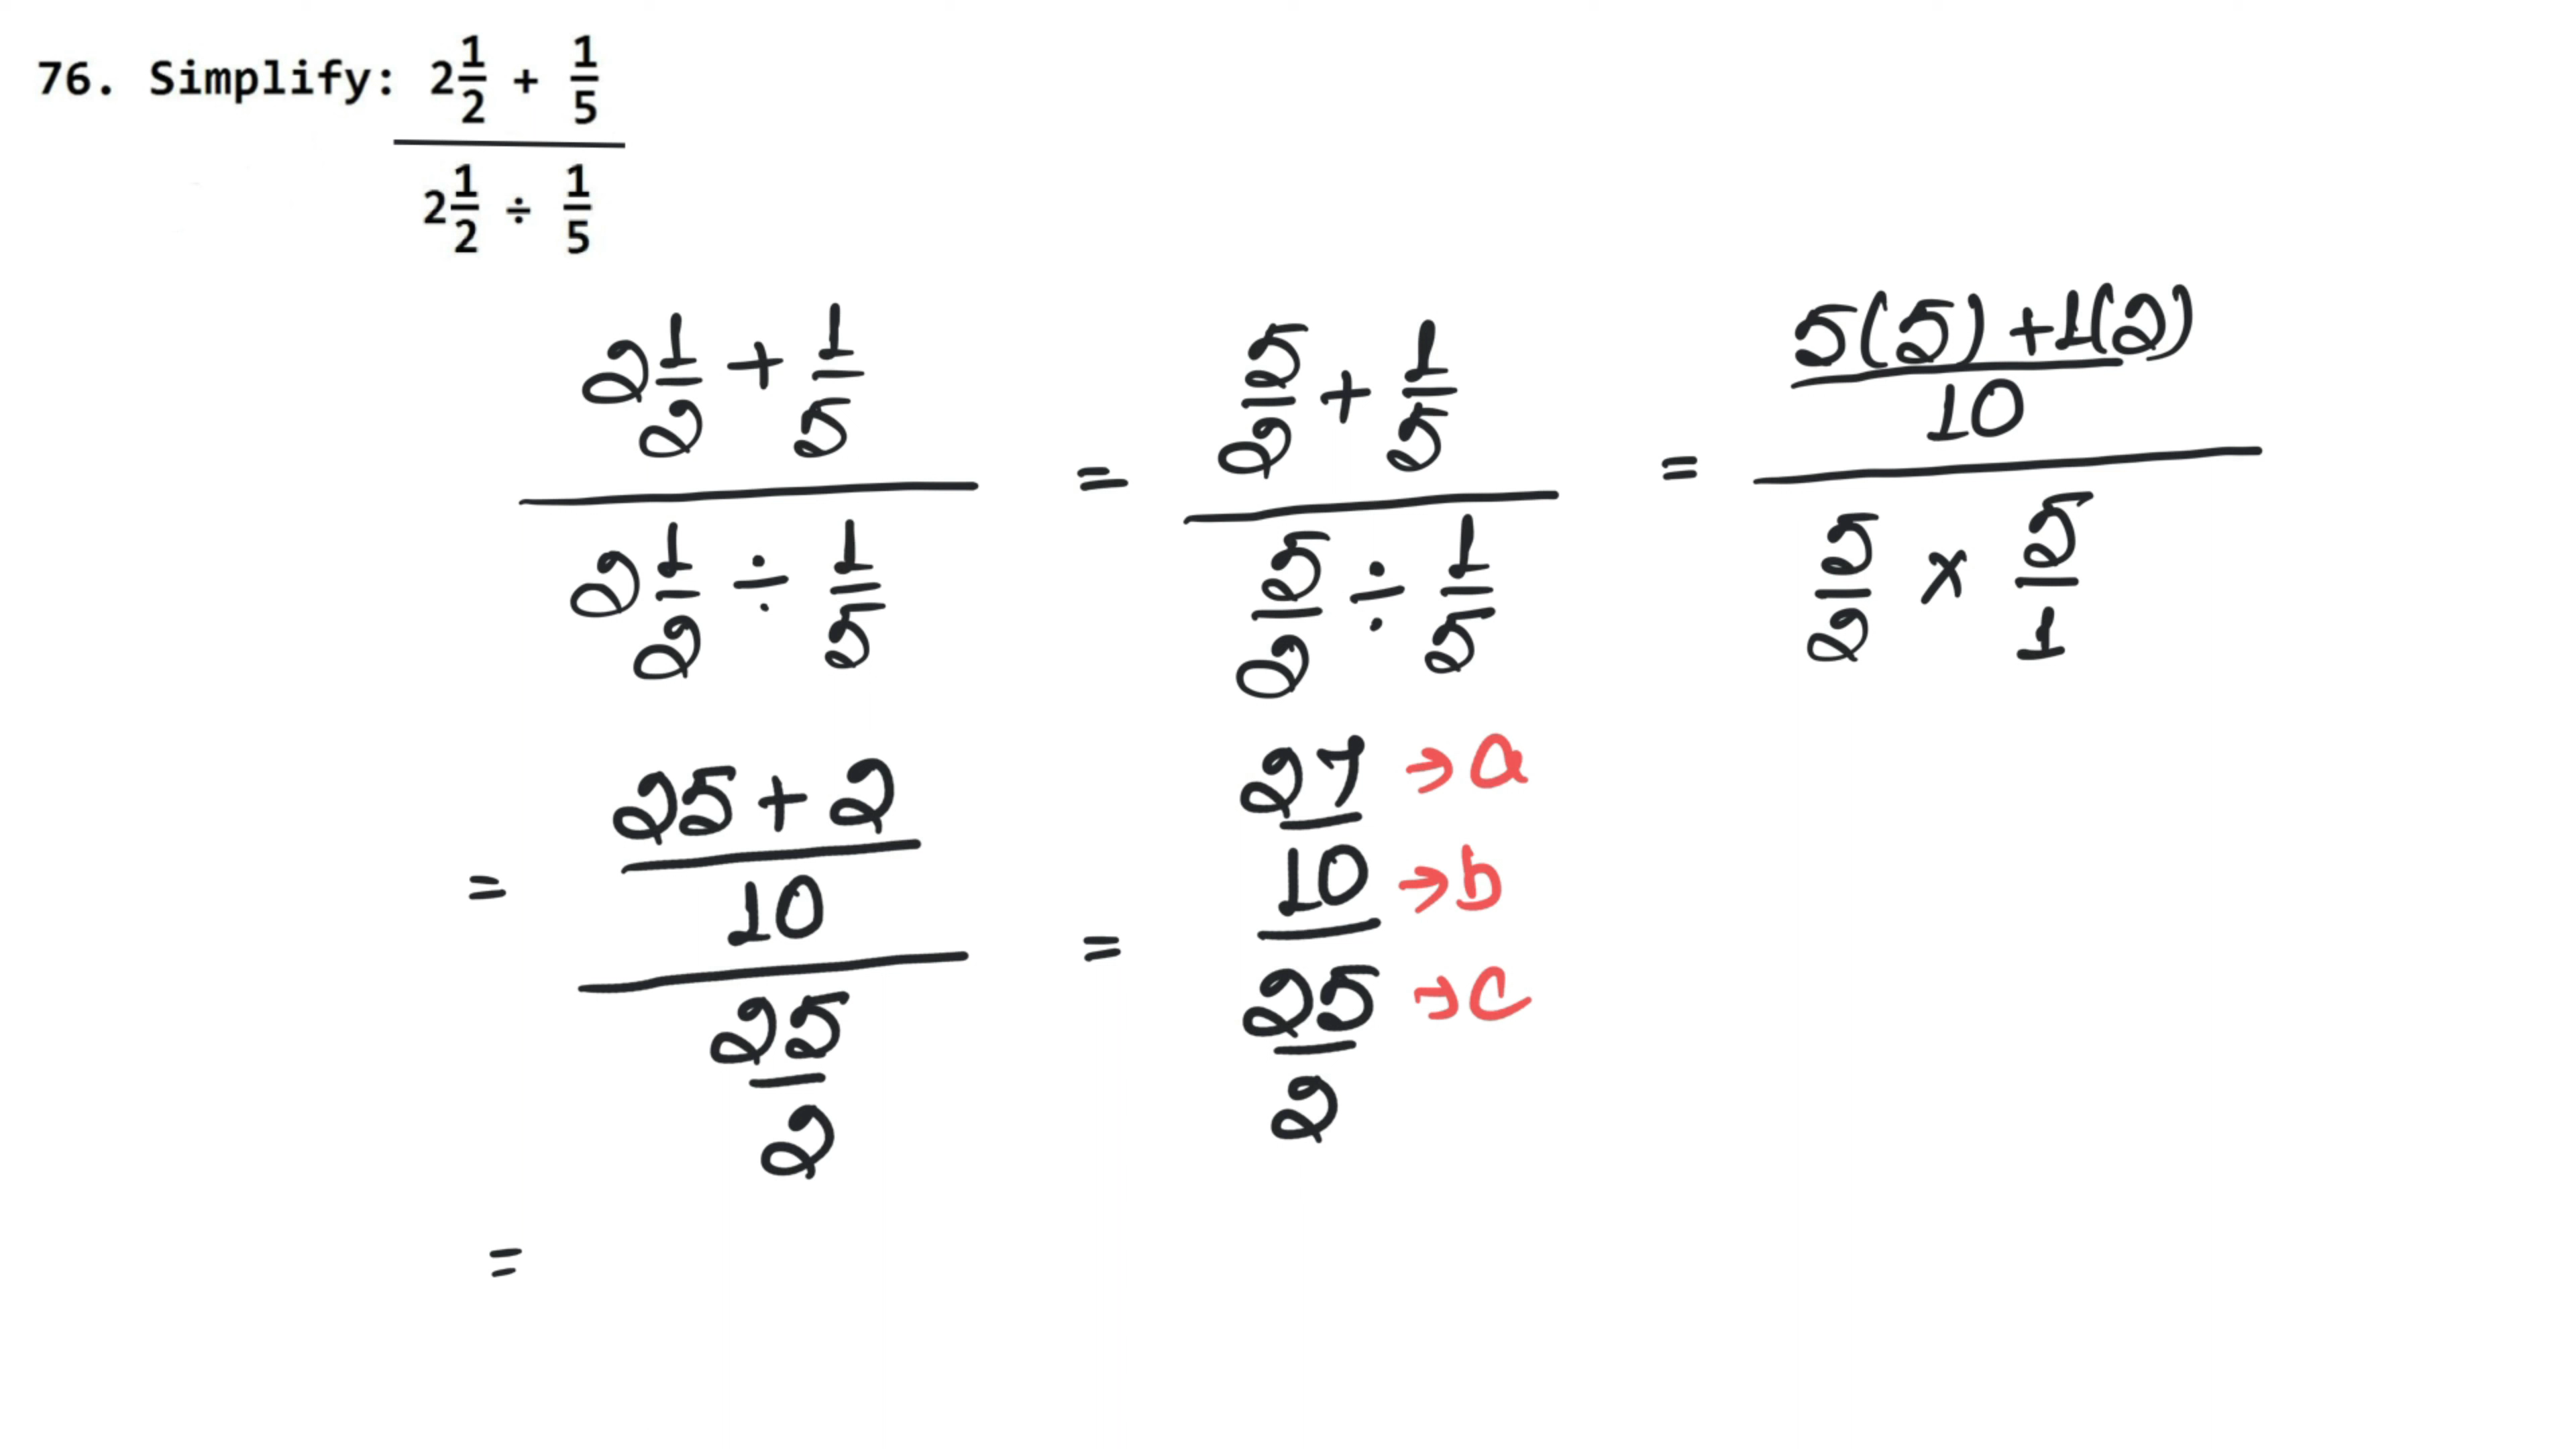 76. Simplify: 2 1/2 + 1/5
2 1/2 ÷ 1/5
2 1/2 + 1/5 = 5/2 + 1/5 = 5(5) + 1(2)/10
2 1/2 ÷ 1/5 5/2 ÷ 1/5 5/2 x 5/1
= 25 + 2/10 = 27 → a
10 → b
25/2 25 → c
2
=